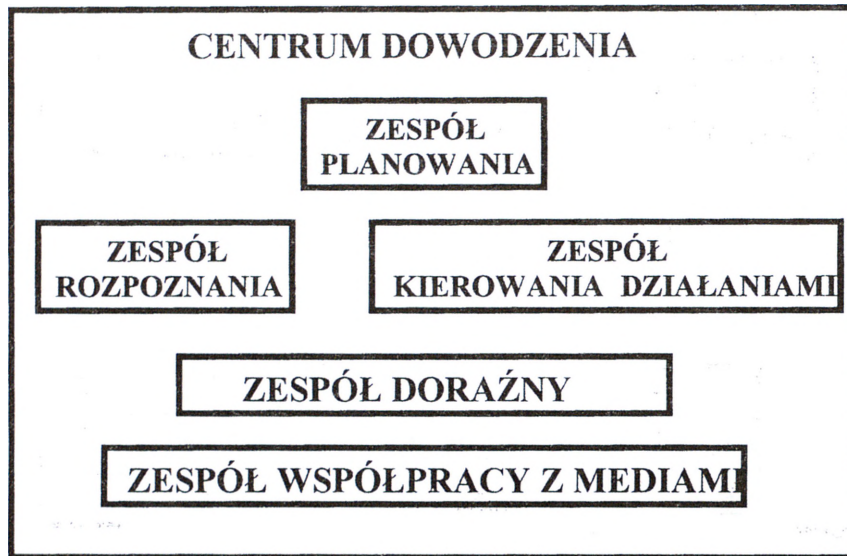 CENTRUM DOWODZENIA
ZESPÓŁ
PLANOWANIA
ZESPÓŁ
ROZPOZNANIA
ZESPÓŁ
KIEROWANIA DZIAŁANIAMI
ZESPÓŁ DORAŹNY
ZESPÓŁ WSPÓŁPRACY Z MEDIAMI